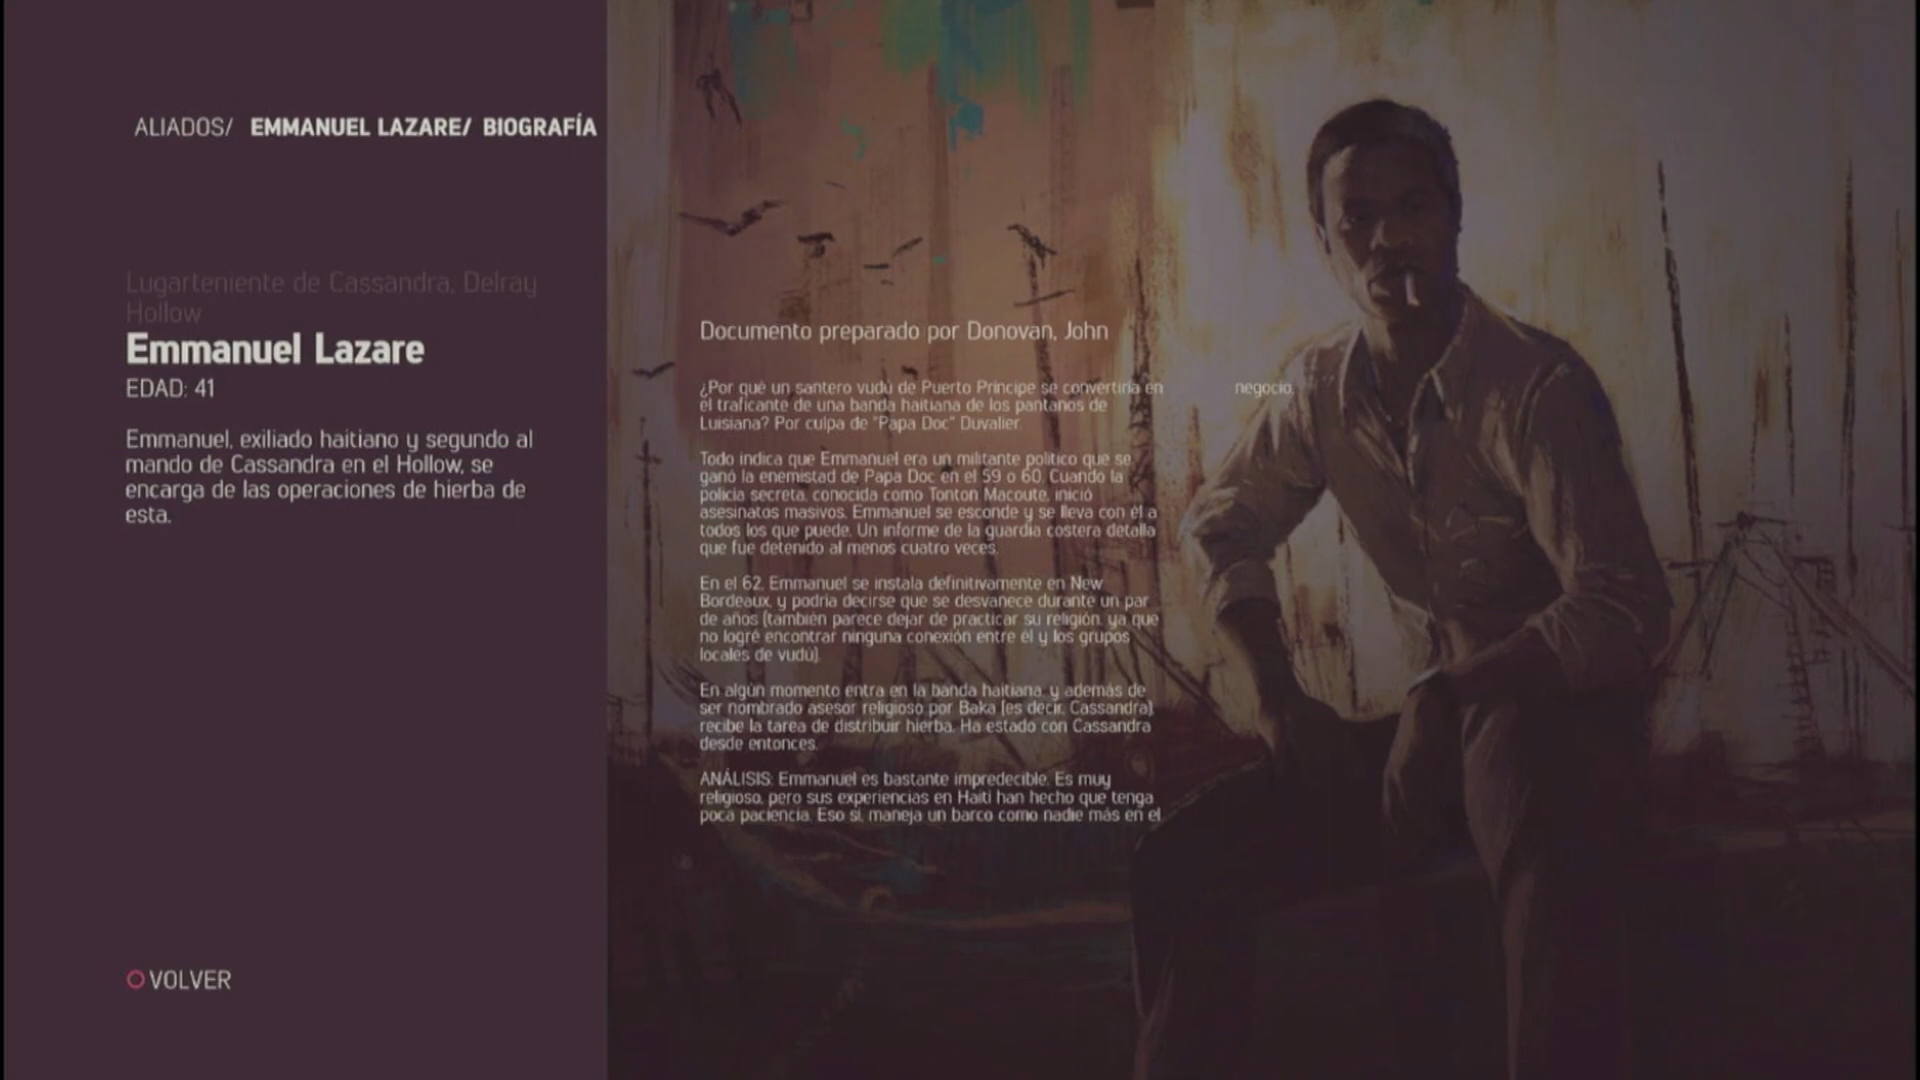 ALIADOS/ EMMANUEL LAZARE/ BIOGRAFÍA
Lugarteniente de Cassandra, Delray
Hollow
Emmanuel Lazare
EDAD: 41
Emmanuel, exiliado haitiano y segundo al
mando de Cassandra en el Hollow, se
encarga de las operaciones de hierba de
esta.
VOLVER
Documento preparado por Donovan, John
¿Por qué un santero vudú de Puerto Príncipe se convertiría en
el traficante de una banda haitiana de los pantanos de
Luisiana? Por culpa de "Papa Doc" Duvalier.
Todo indica que Emmanuel era un militante político que se
ganó la enemistad de Papa Doc en el 59 o 60. Cuando la
policía secreta, conocida como Tonton Macoute, inició
asesinatos masivos, Emmanuel se esconde y se lleva con él a
todos los que puede. Un informe de la guardia costera detalla
que fue detenido al menos cuatro veces.
En el 62, Emmanuel se instala definitivamente en New
Bordeaux, y podría decirse que se desvanece durante un par
de años (también parece dejar de practicar su religión, ya que
no logré encontrar ninguna conexión entre él y los grupos
locales de vudú).
En algún momento entra en la banda haitiana, y además de
ser nombrado asesor religioso por Baka (es decir, Cassandra),
recibe la tarea de distribuir hierba. Ha estado con Cassandra
desde entonces.
ANÁLISIS: Emmanuel es bastante impredecible. Es muy
religioso, pero sus experiencias en Haití han hecho que tenga
poca paciencia. Eso sí, maneja un barco como nadie más en el
negocio.